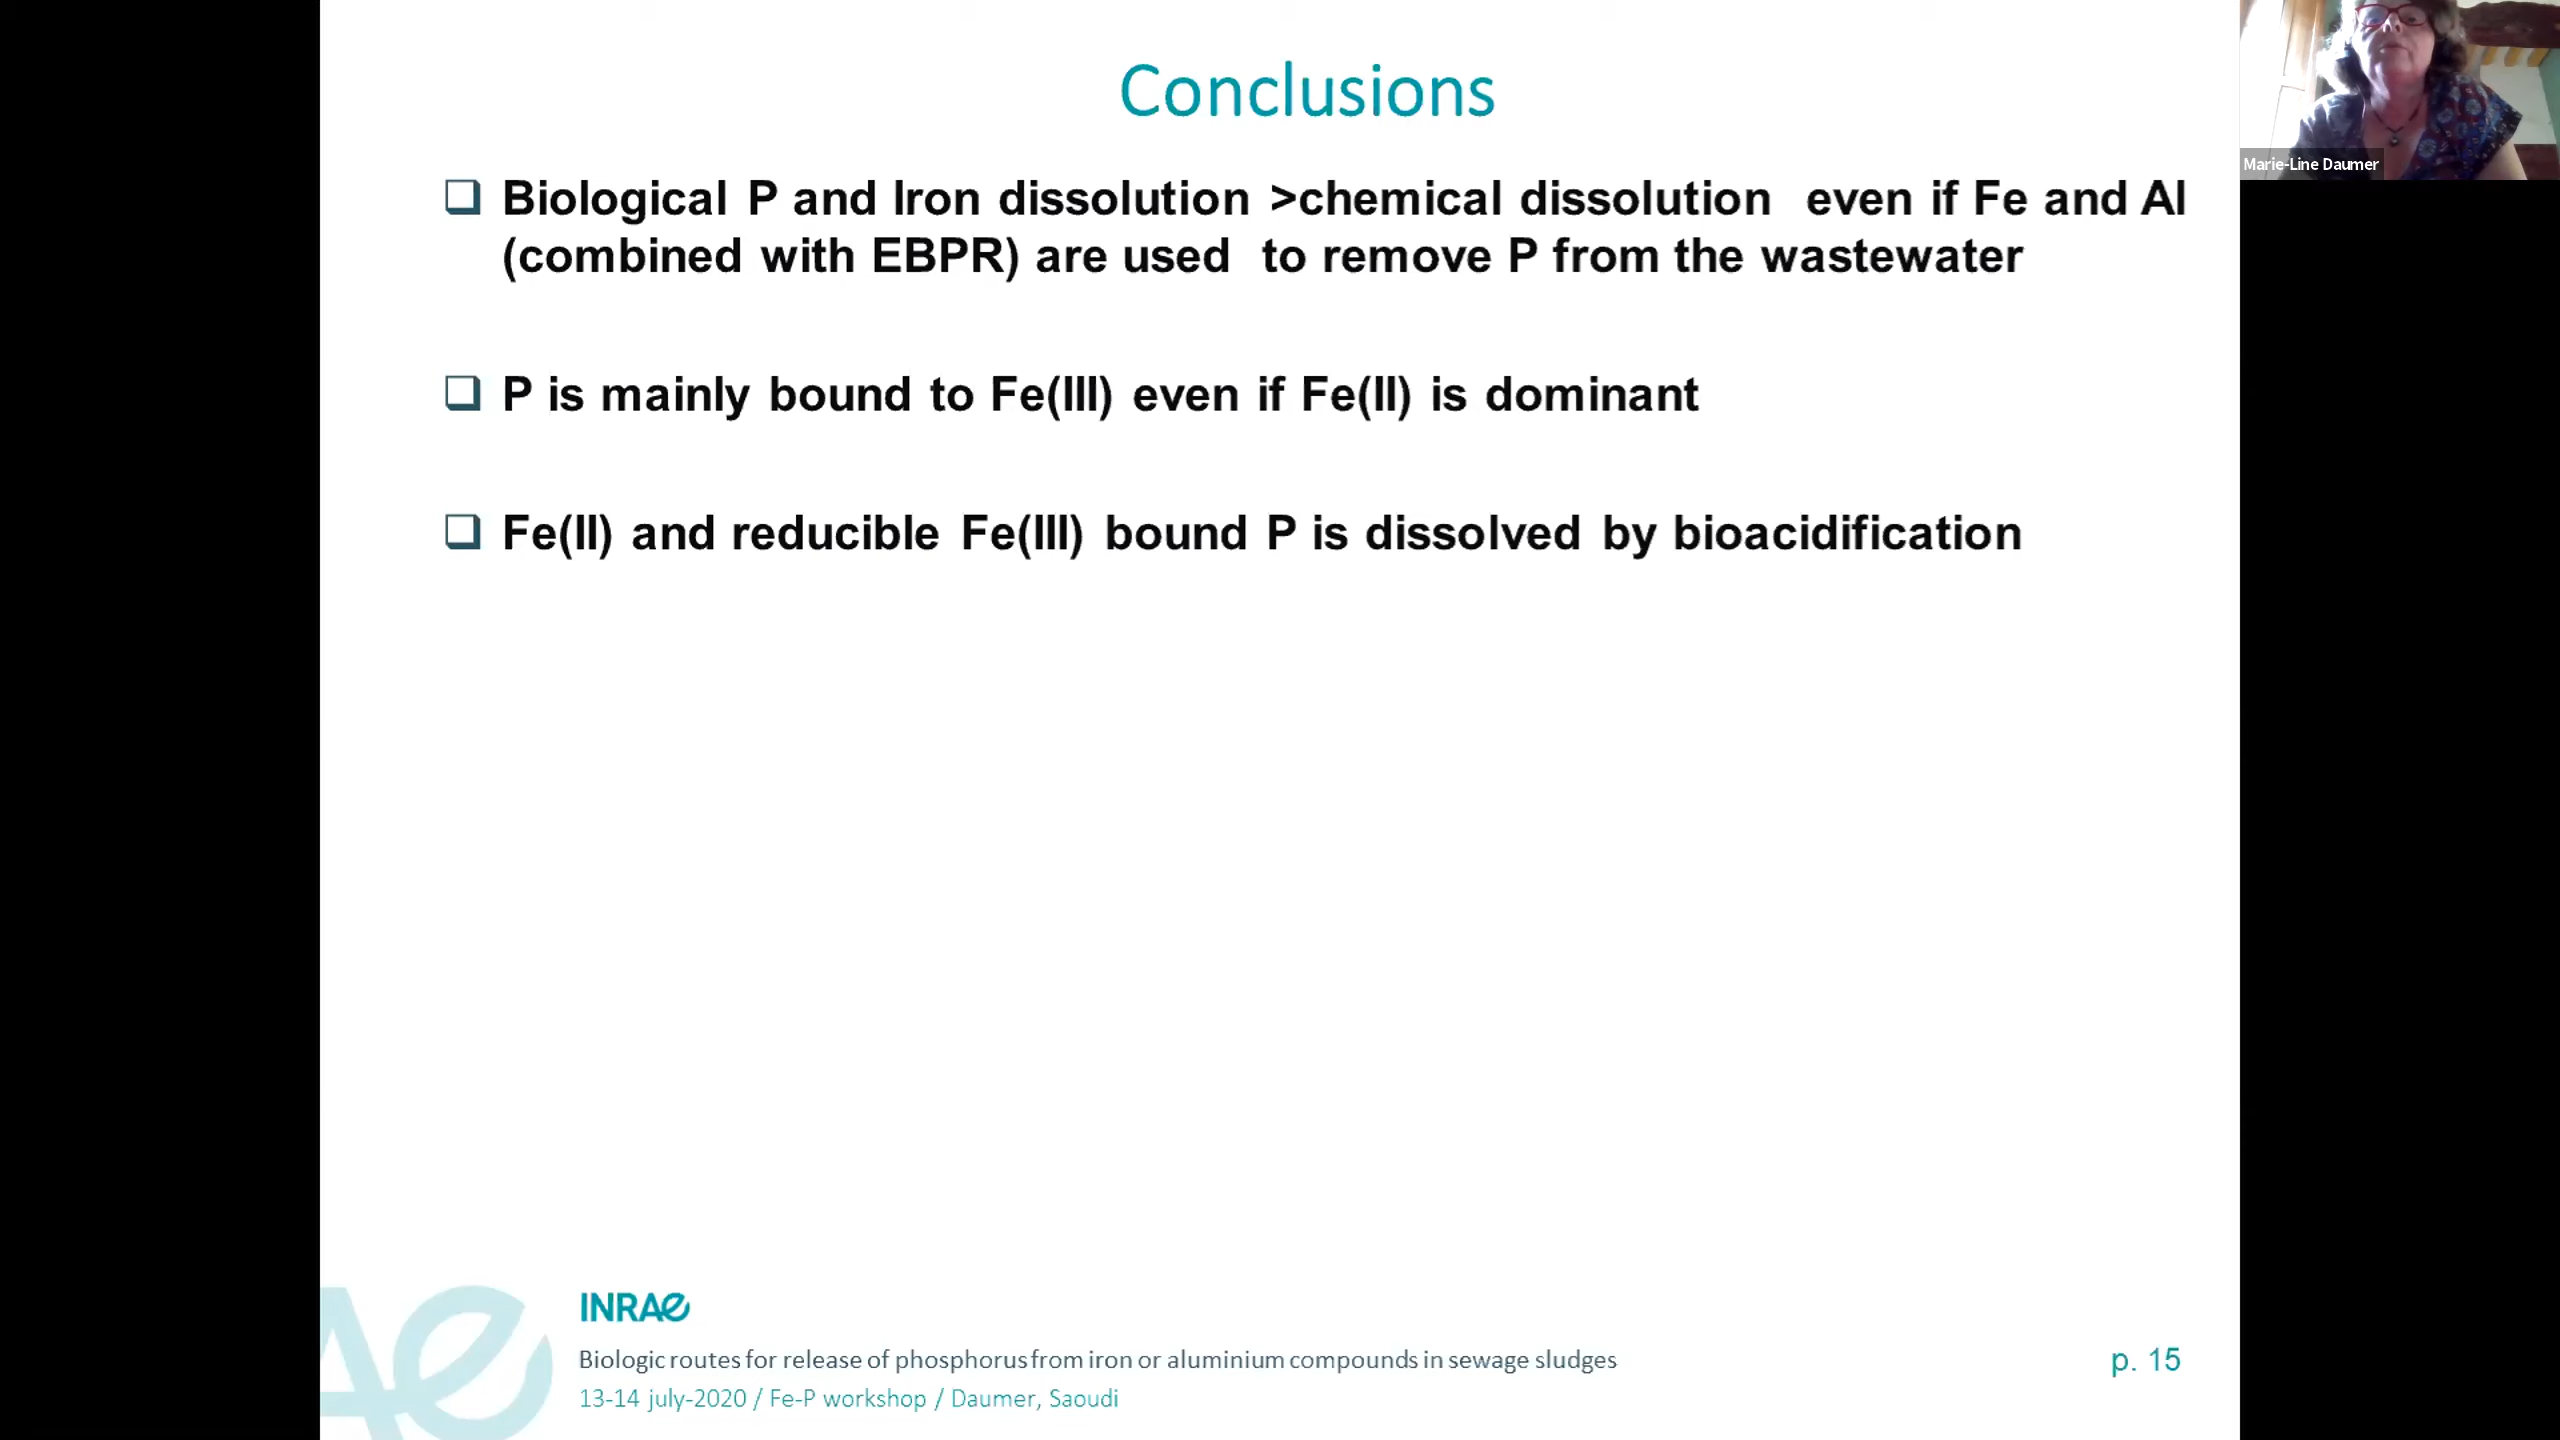 Conclusions
Marie-Line Daumer
Biological P and Iron dissolution >chemical dissolution even if Fe and Al
(combined with EBPR) are used to remove P from the wastewater
P is mainly bound to Fe(III) even if Fe(II) is dominant
Fe(II) and reducible Fe(III) bound P is dissolved by bioacidification
INRAE
Biologic routes for release of phosphorus from iron or aluminium compounds in sewage sludges
13-14 july-2020 / Fe-P workshop / Daumer, Saoudi
p. 15